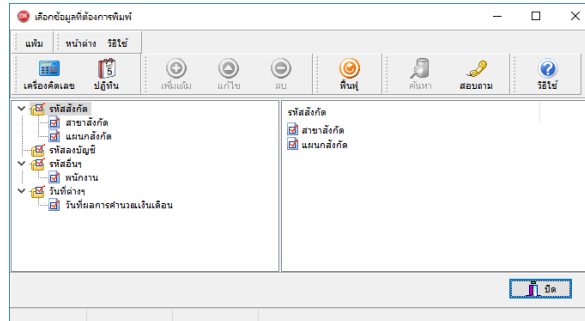 เลือกข้อมูลที่ต้องการพิมพ์
แฟ้ม หน้าต่าง วิธีใช้
เครื่องคิดเลข ปฏิทิน เพิ่มเติม แก้ไข ลบ ฟื้นฟู ค้นหา สอบถาม วิธีใช้
รหัสสังกัด
สาขาสังกัด
แผนกสังกัด
รหัสลงบัญชี
รหัสอื่นๆ
พนักงาน
วันที่ต่างๆ
วันที่ผลการคำนวณเงินเดือน
รหัสสังกัด
สาขาสังกัด
แผนกสังกัด
ปิด